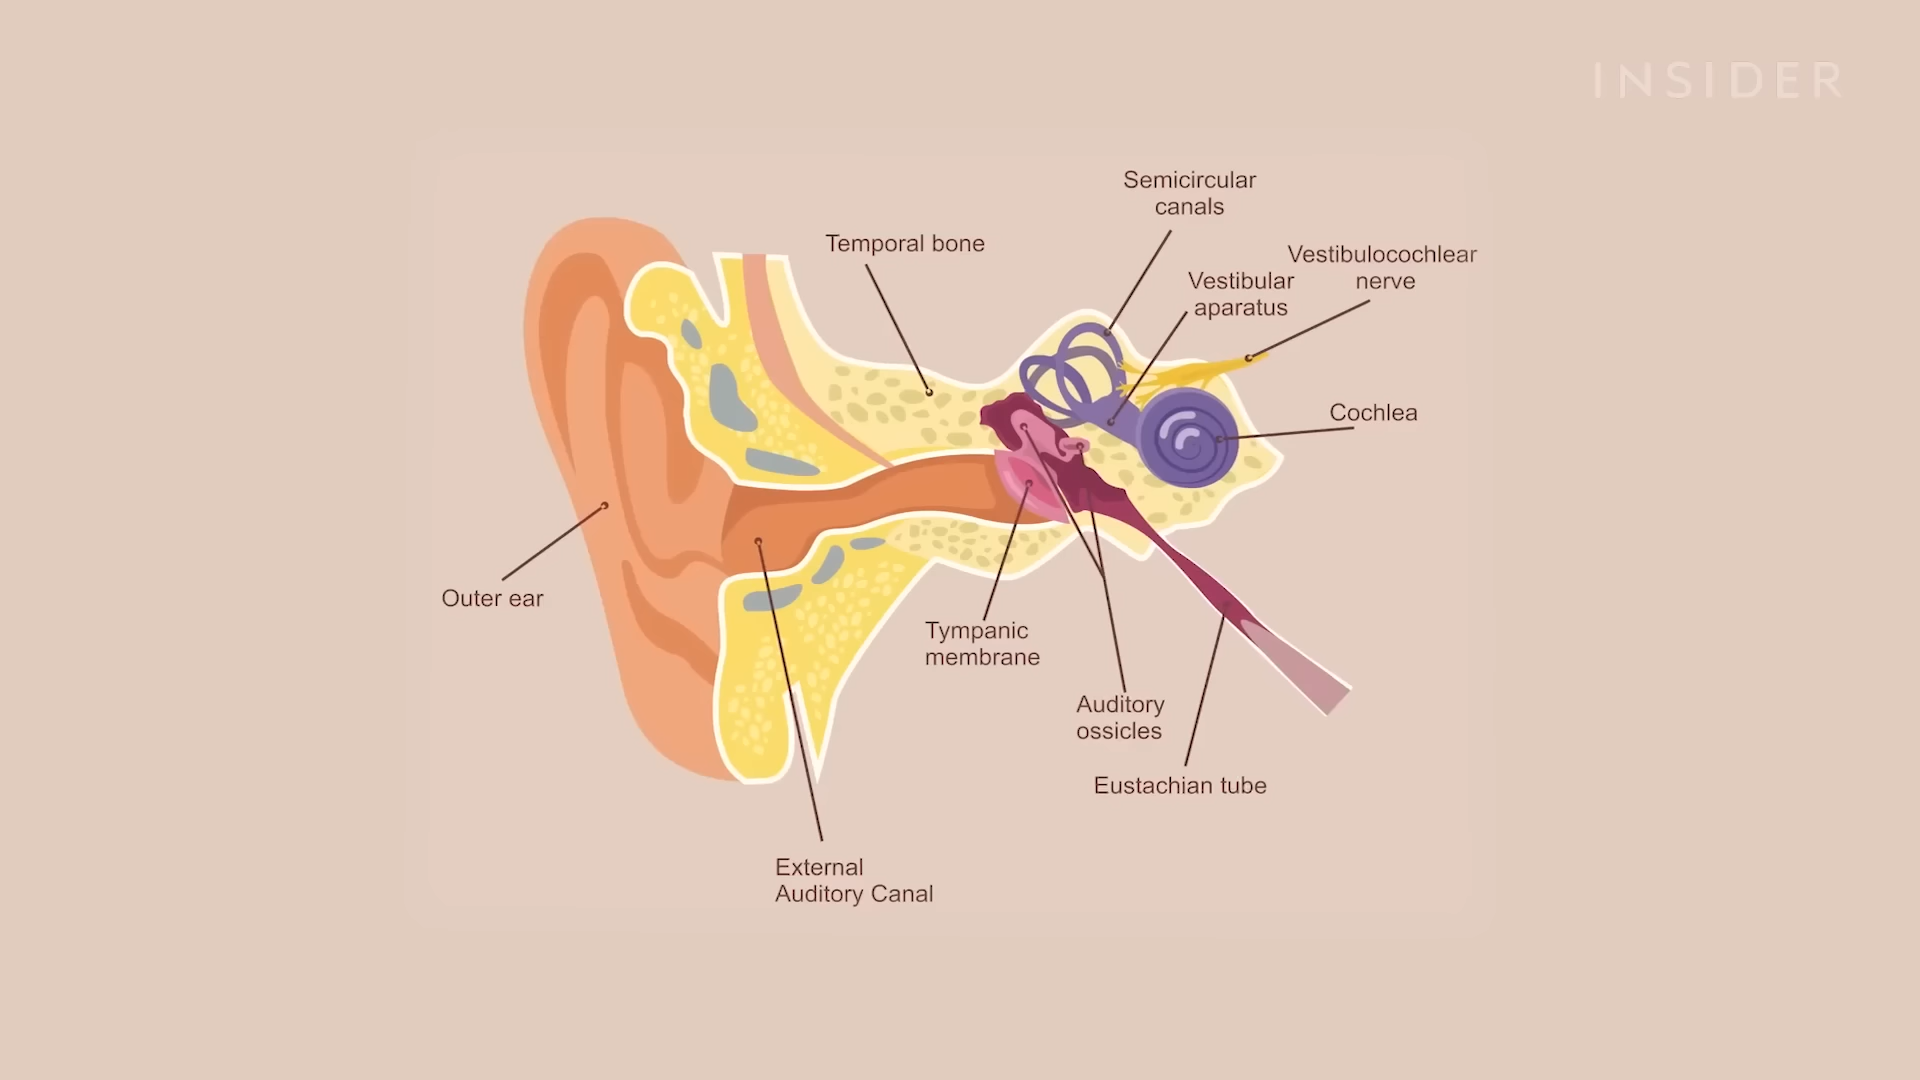 INSIDER
Semicircular
canals
Temporal bone
Vestibulocochlear
nerve
Vestibular
aparatus
Cochlea
Outer ear
Tympanic
membrane
Auditory
ossicles
Eustachian tube
External
Auditory Canal